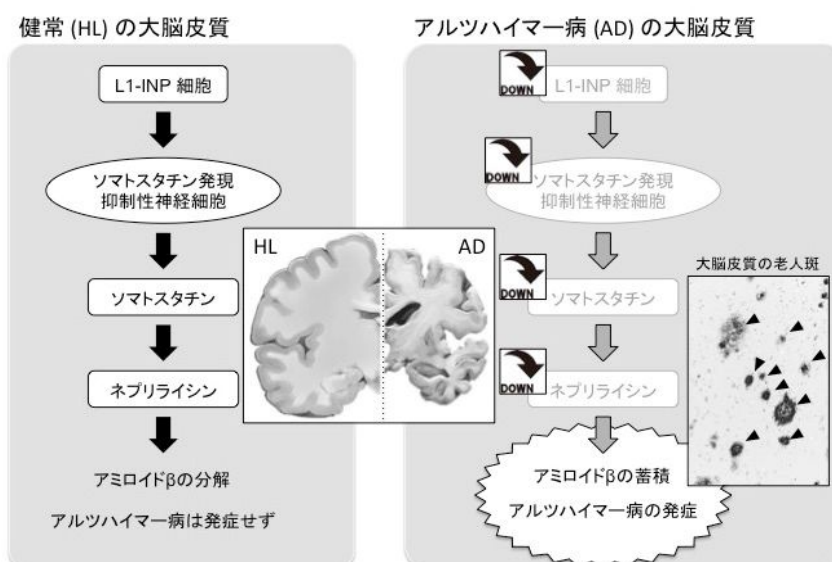 健常 (HL) の大脳皮質
L1-INP 細胞
ソマトスタチン発現
抑制性神経細胞
ソマトスタチン
ネプリライシン
アミロイドβの分解
アルツハイマー病は発症せず
HL
AD
アルツハイマー病 (AD) の大脳皮質
DOWN
L1-INP 細胞
DOWN
ソマトスタチン発現
抑制性神経細胞
DOWN
ソマトスタチン
DOWN
ネプリライシン
アミロイドβの蓄積
アルツハイマー病の発症
大脳皮質の老人斑